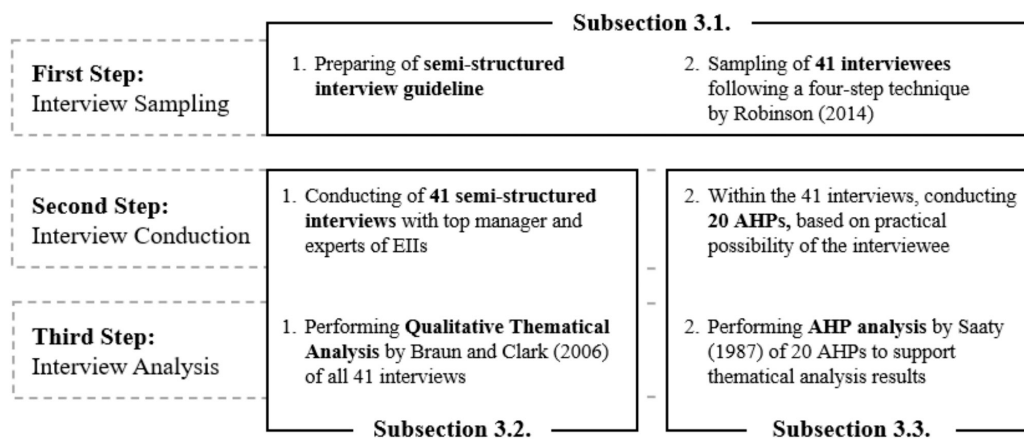 Subsection 3.1.
First Step:
Interview Sampling
1. Preparing of semi-structured
interview guideline
2. Sampling of 41 interviewees
following a four-step technique
by Robinson (2014)
Second Step:
Interview Conduction
1. Conducting of 41 semi-structured
interviews with top manager and
experts of EIIs
2. Within the 41 interviews, conducting
20 AHPs, based on practical
possibility of the interviewee
Third Step:
Interview Analysis
1. Performing Qualitative Thematical
Analysis by Braun and Clark (2006)
of all 41 interviews
2. Performing AHP analysis by Saaty
(1987) of 20 AHPs to support
thematical analysis results
Subsection 3.2.
Subsection 3.3.